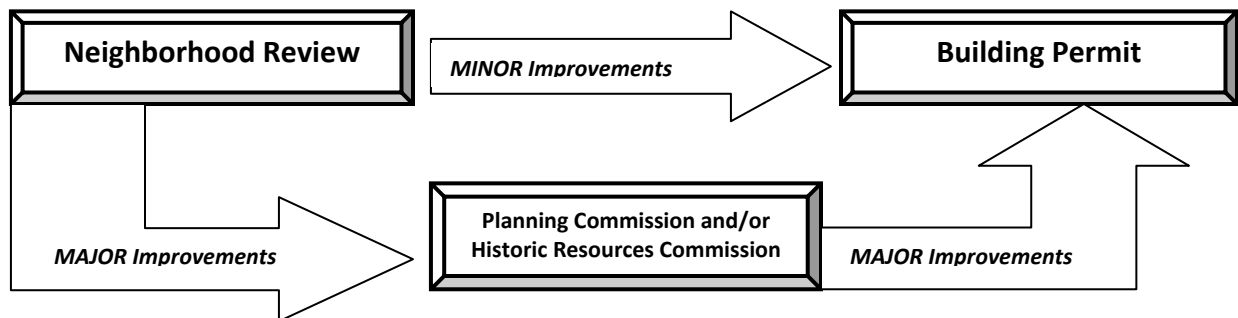 Neighborhood Review
MINOR Improvements
Building Permit
Planning Commission and/or
Historic Resources Commission
MAJOR Improvements
MAJOR Improvements